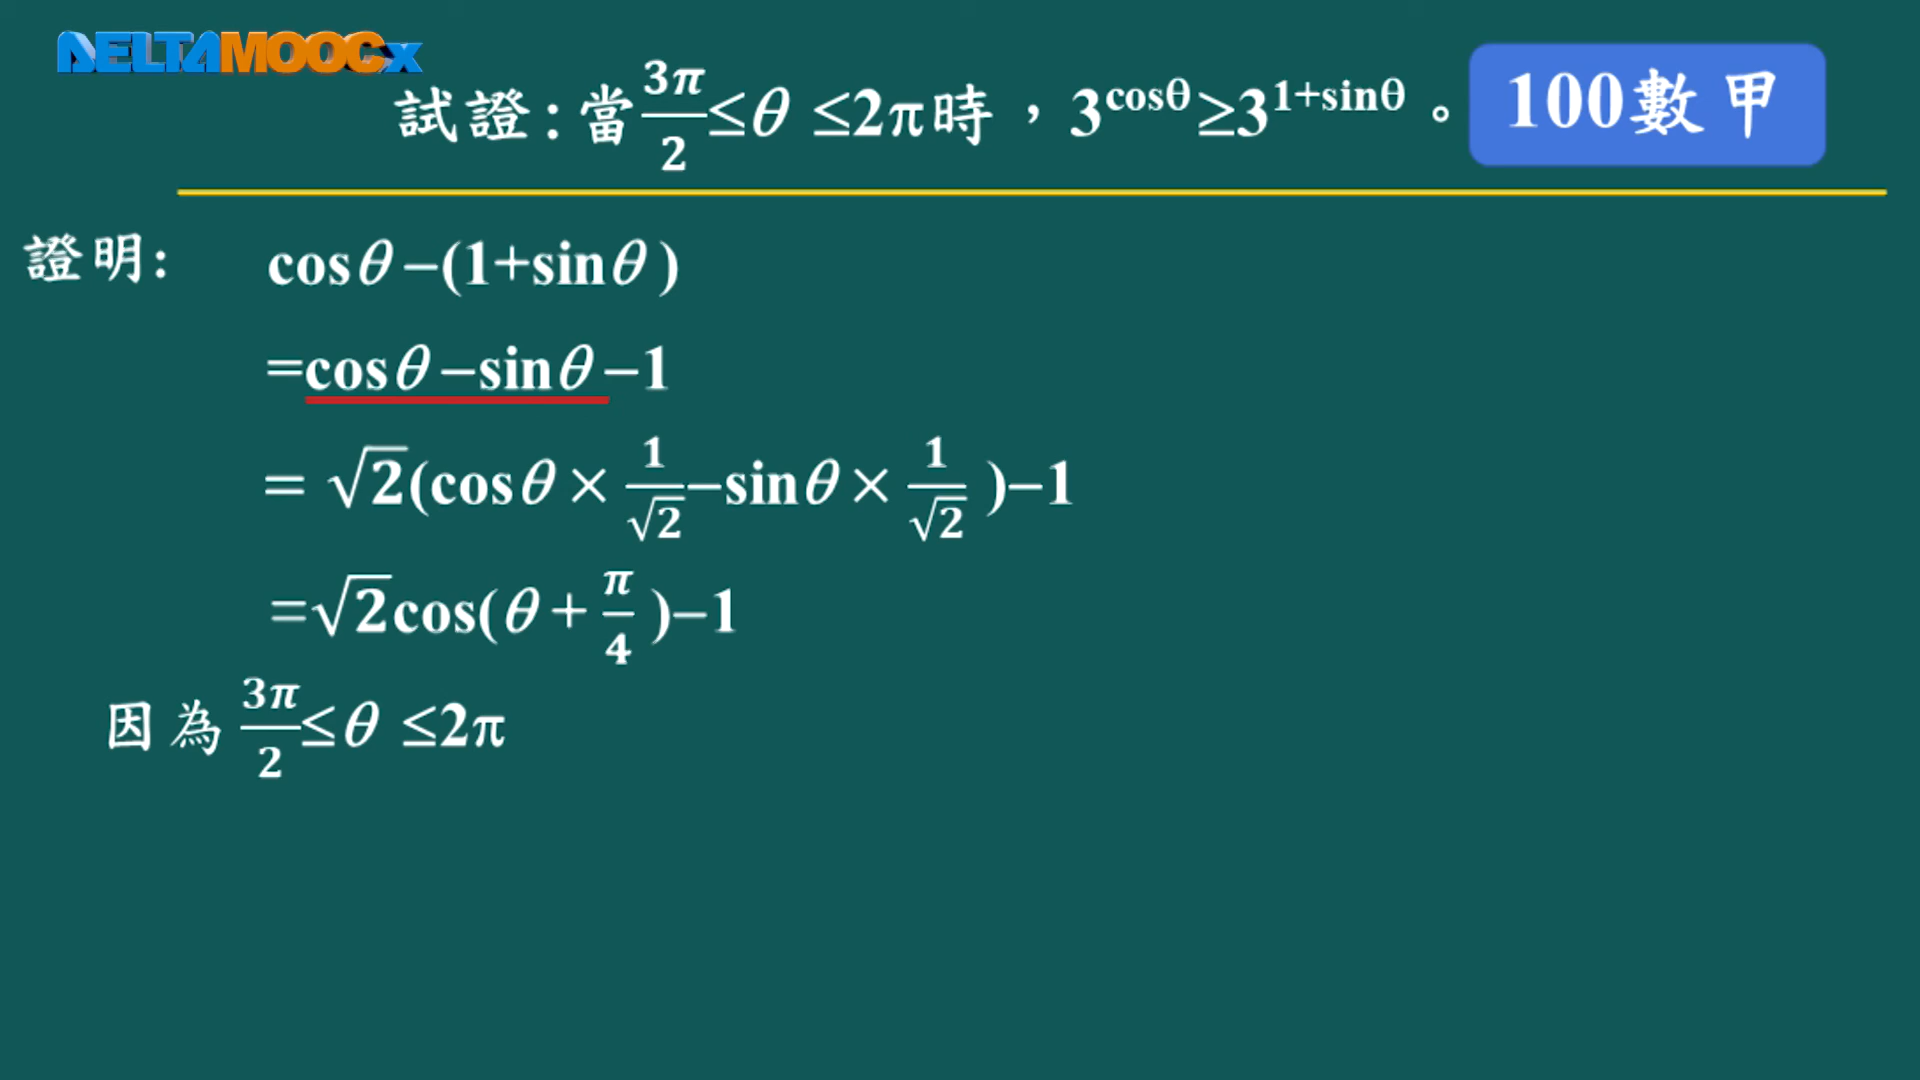 DELTAMOOCx
試證:當 3π/2 ≤θ ≤2π時，3^cosθ ≥3^1+sinθ。 100數甲
證明: cosθ –(1+sinθ )
=cosθ –sinθ –1
= √2(cosθ × 1/√2 –sinθ × 1/√2 )–1
=√2cos(θ + π/4 )–1
因為 3π/2 ≤θ ≤2π